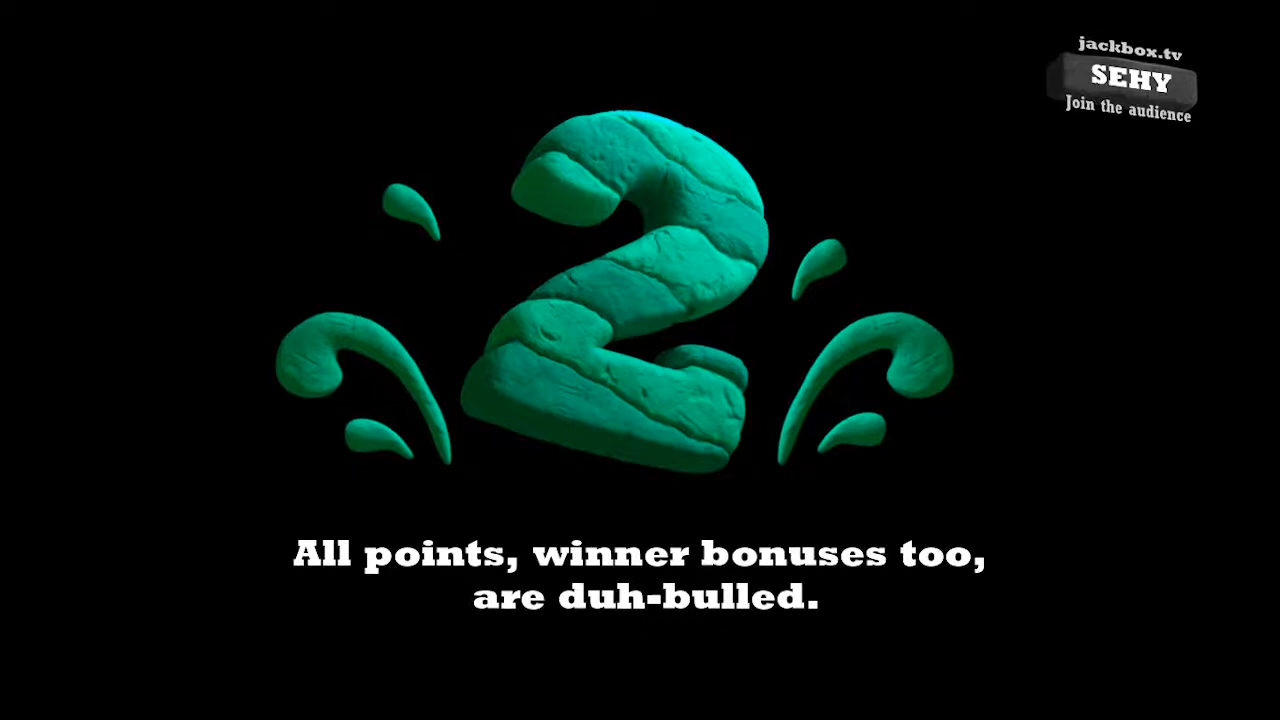 jackbox.tv
SEHY
Join the audience
2
All points, winner bonuses too,
are duh-bulled.